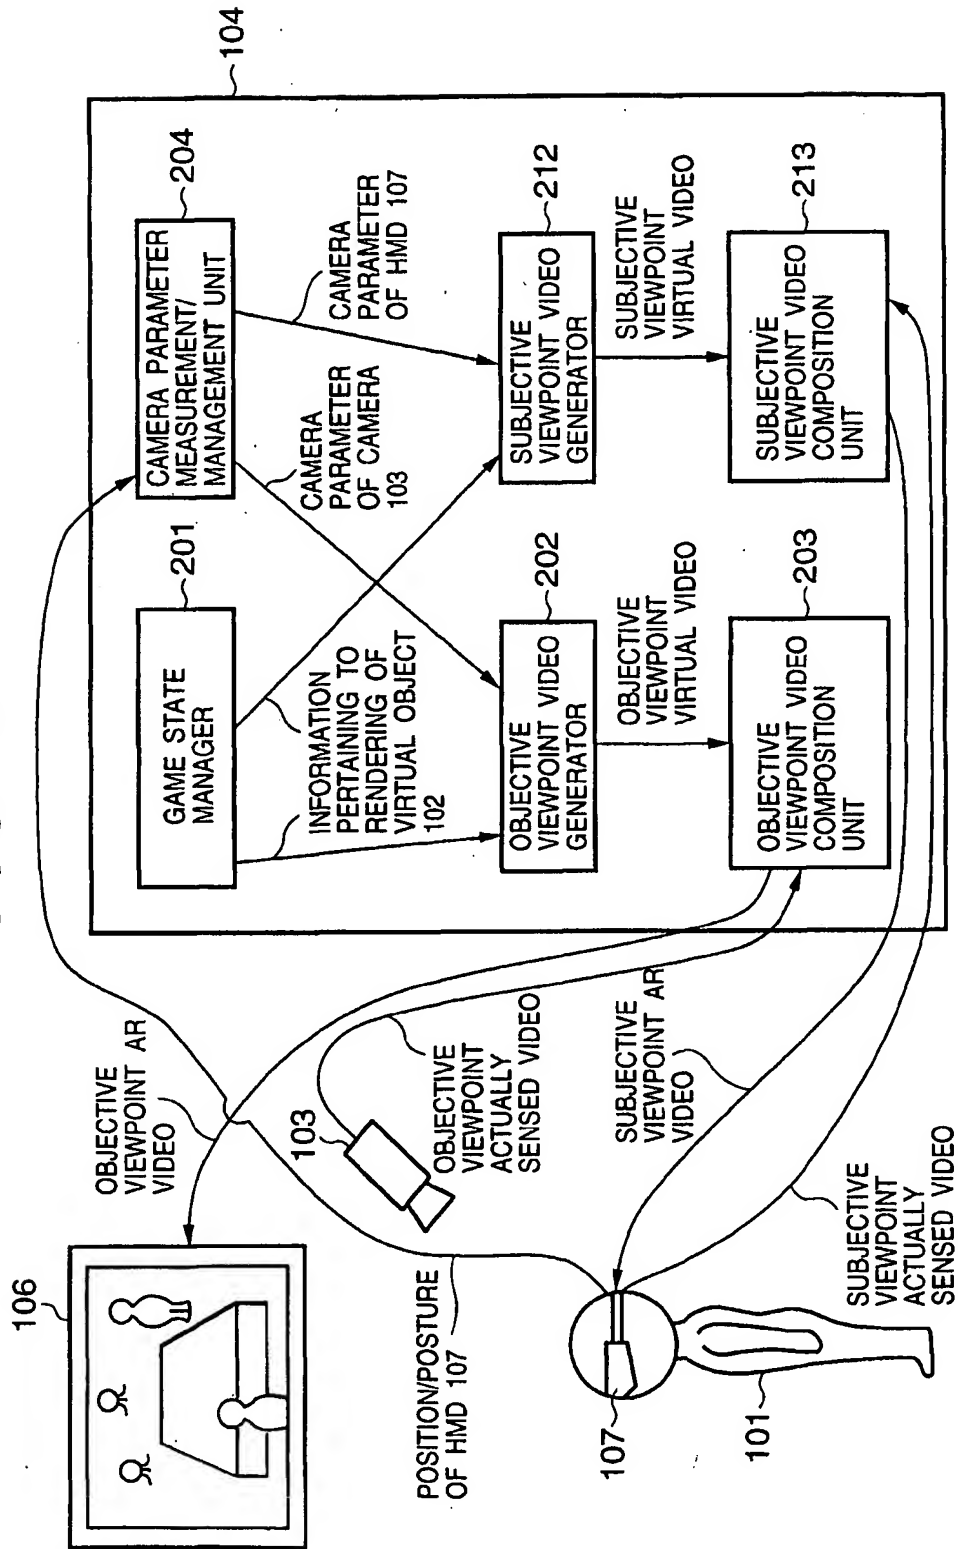 104
204
CAMERA PARAMETER
MEASUREMENT/
MANAGEMENT UNIT
201
GAME STATE
MANAGER
CAMERA
PARAMETER
OF HMD 107
CAMERA
PARAMETER
OF CAMERA
103
INFORMATION
PERTAINING TO
RENDERING OF
VIRTUAL OBJECT
102
212
SUBJECTIVE
VIEWPOINT VIDEO
GENERATOR
202
OBJECTIVE
VIEWPOINT VIDEO
GENERATOR
SUBJECTIVE
VIEWPOINT
VIRTUAL VIDEO
OBJECTIVE
VIEWPOINT
VIRTUAL VIDEO
213
SUBJECTIVE
VIEWPOINT VIDEO
COMPOSITION
UNIT
203
OBJECTIVE
VIEWPOINT VIDEO
COMPOSITION
UNIT
106
OBJECTIVE
VIEWPOINT AR
VIDEO
103
OBJECTIVE
VIEWPOINT
ACTUALLY
SENSED VIDEO
SUBJECTIVE
VIEWPOINT AR
VIDEO
POSITION/POSTURE
OF HMD 107
107
101
SUBJECTIVE
VIEWPOINT
ACTUALLY
SENSED VIDEO